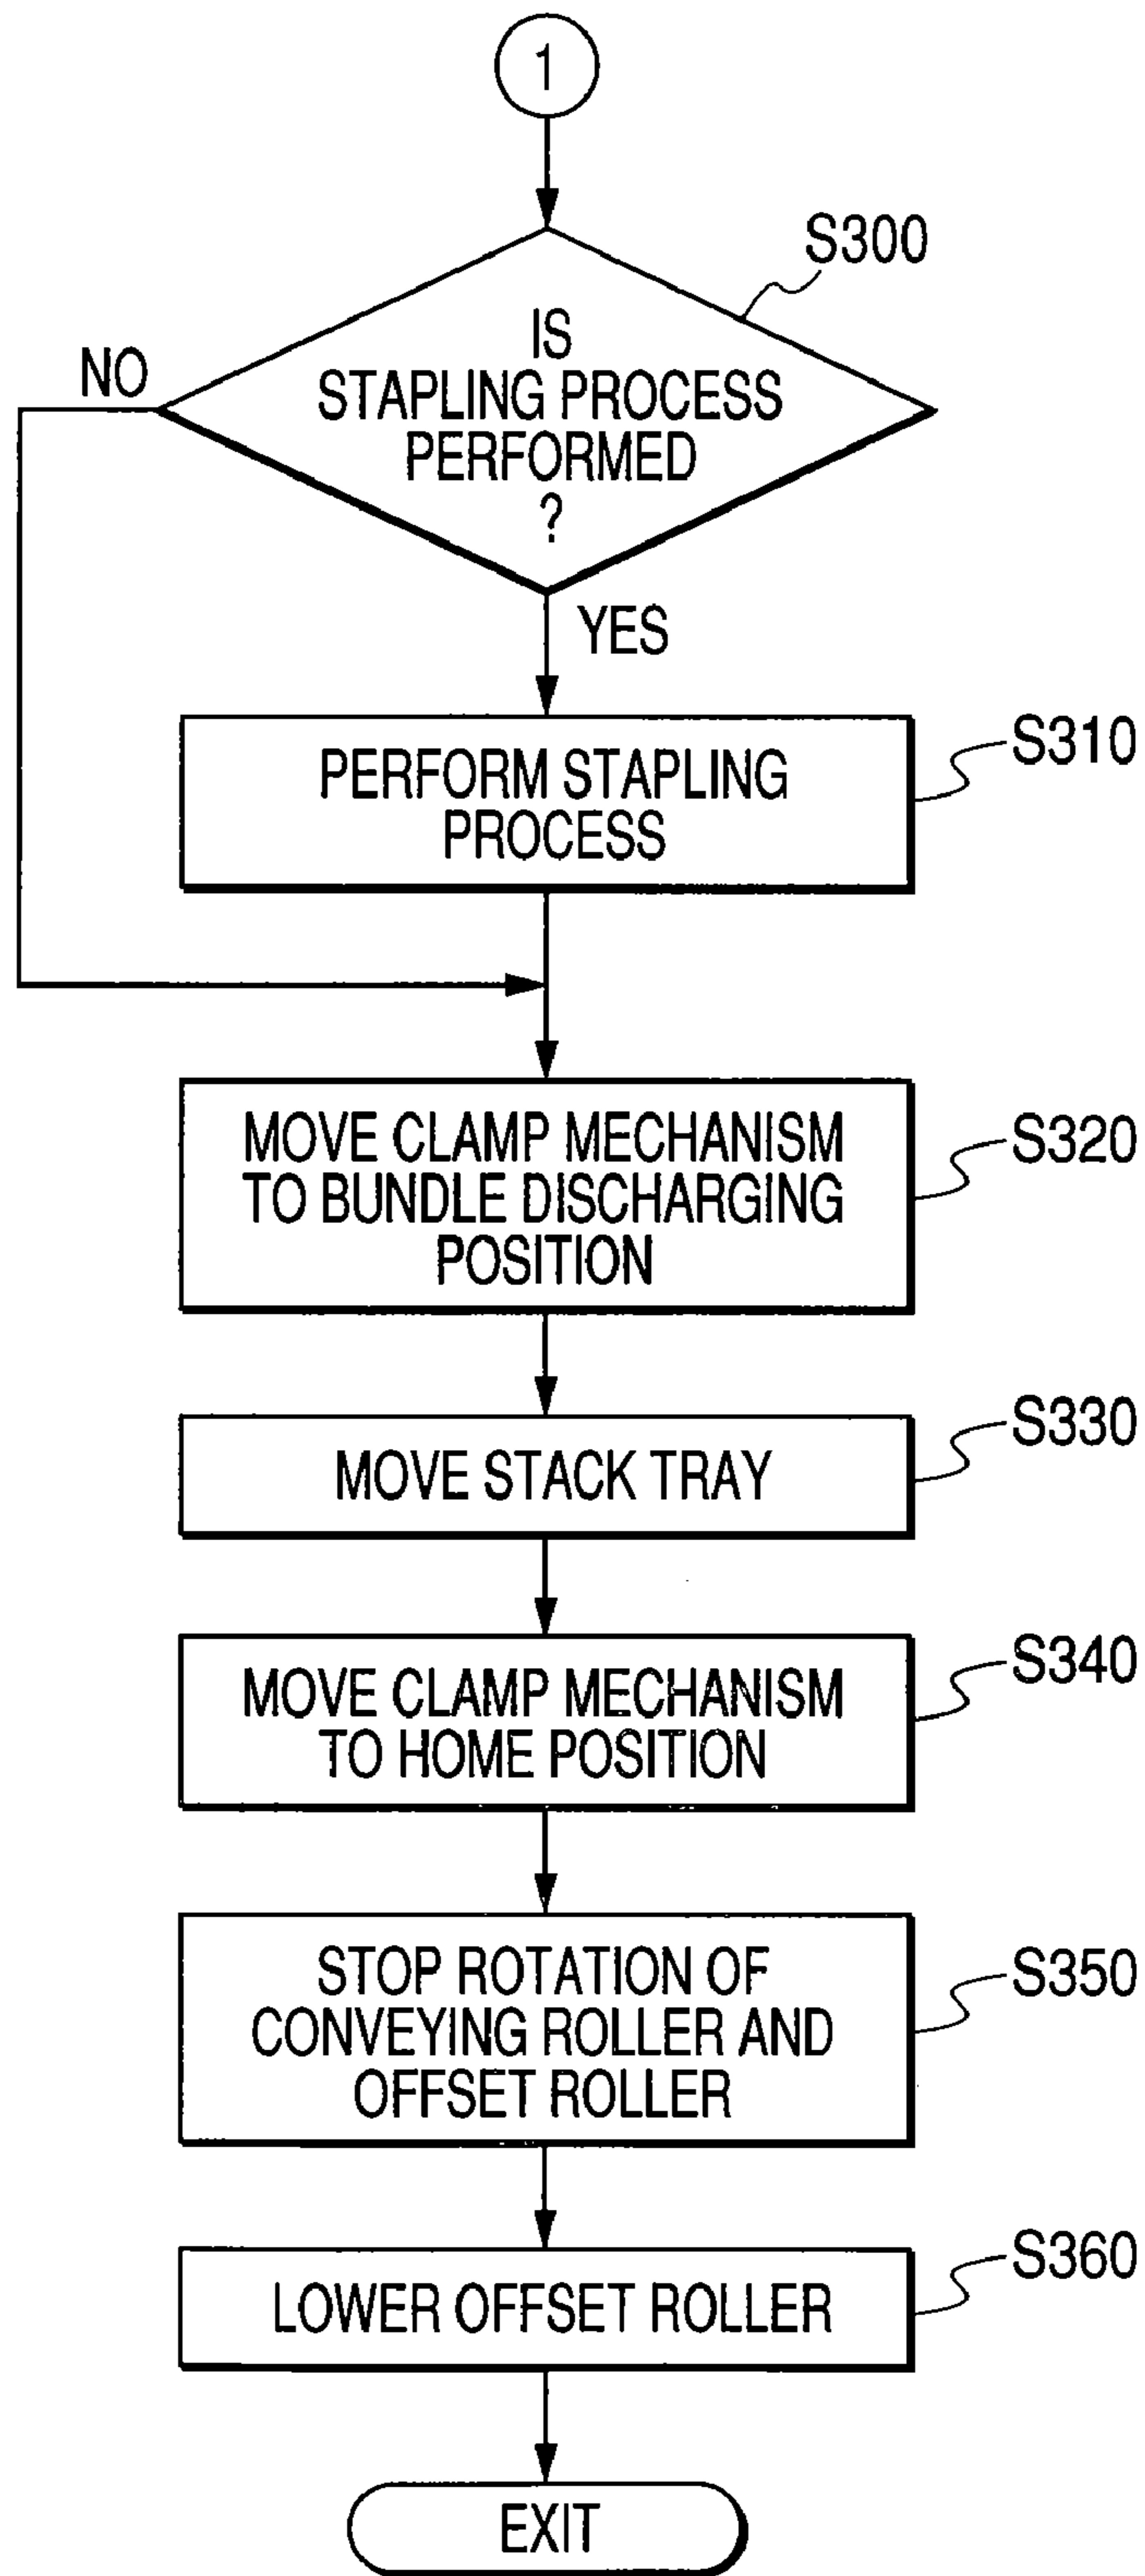 1
S300
IS
STAPLING PROCESS
PERFORMED
?
NO
YES
S310
PERFORM STAPLING
PROCESS
S320
MOVE CLAMP MECHANISM
TO BUNDLE DISCHARGING
POSITION
S330
MOVE STACK TRAY
S340
MOVE CLAMP MECHANISM
TO HOME POSITION
S350
STOP ROTATION OF
CONVEYING ROLLER AND
OFFSET ROLLER
S360
LOWER OFFSET ROLLER
EXIT